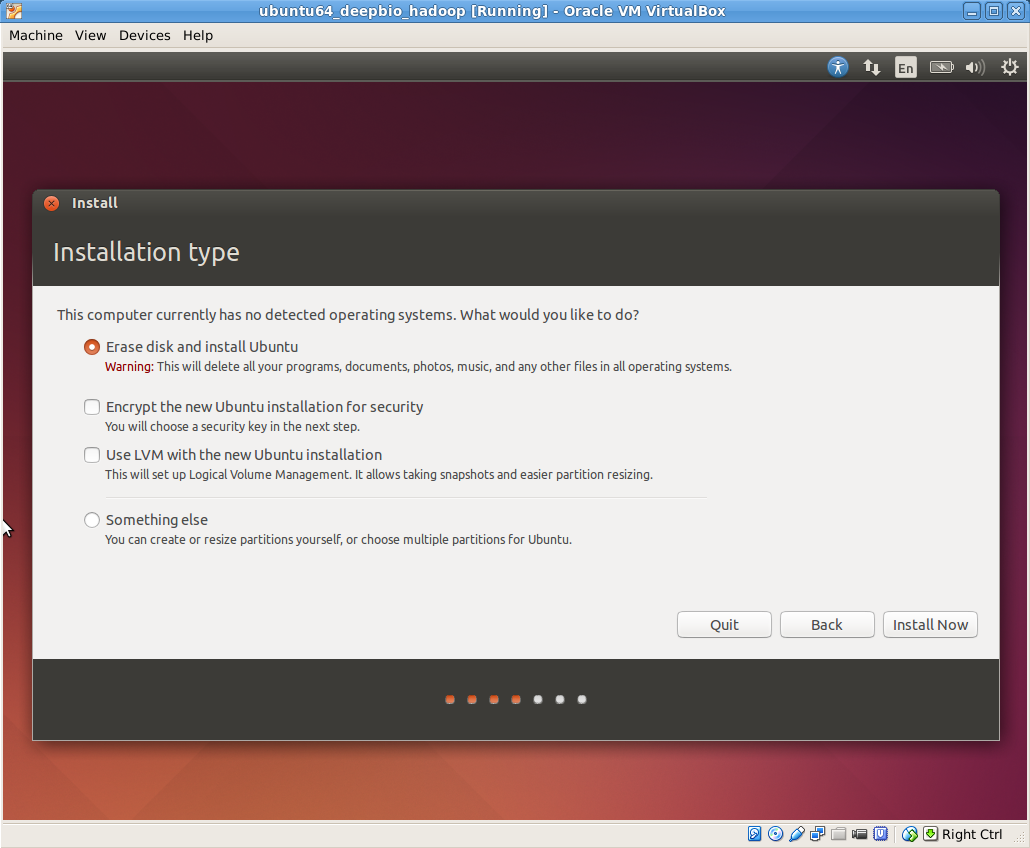 ubuntu64_deepbio_hadoop [Running] - Oracle VM VirtualBox
Machine View Devices Help
En
Install
Installation type
This computer currently has no detected operating systems. What would you like to do?
Erase disk and install Ubuntu
Warning: This will delete all your programs, documents, photos, music, and any other files in all operating systems.
Encrypt the new Ubuntu installation for security
You will choose a security key in the next step.
Use LVM with the new Ubuntu installation
This will set up Logical Volume Management. It allows taking snapshots and easier partition resizing.
Something else
You can create or resize partitions yourself, or choose multiple partitions for Ubuntu.
Quit Back Install Now
Right Ctrl